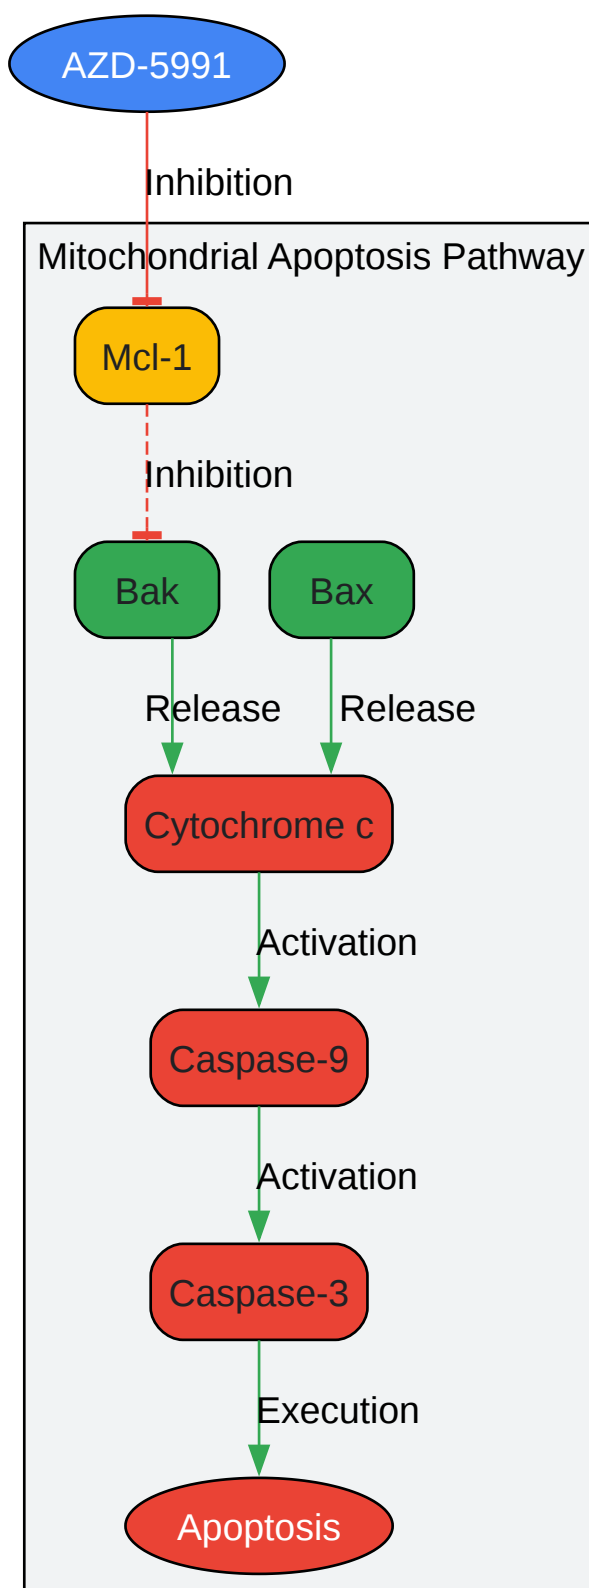 AZD-5991
Inhibition
Mitochondrial Apoptosis Pathway
Mcl-1
Inhibition
Bak
Bax
Release
Release
Cytochrome c
Activation
Caspase-9
Activation
Caspase-3
Execution
Apoptosis